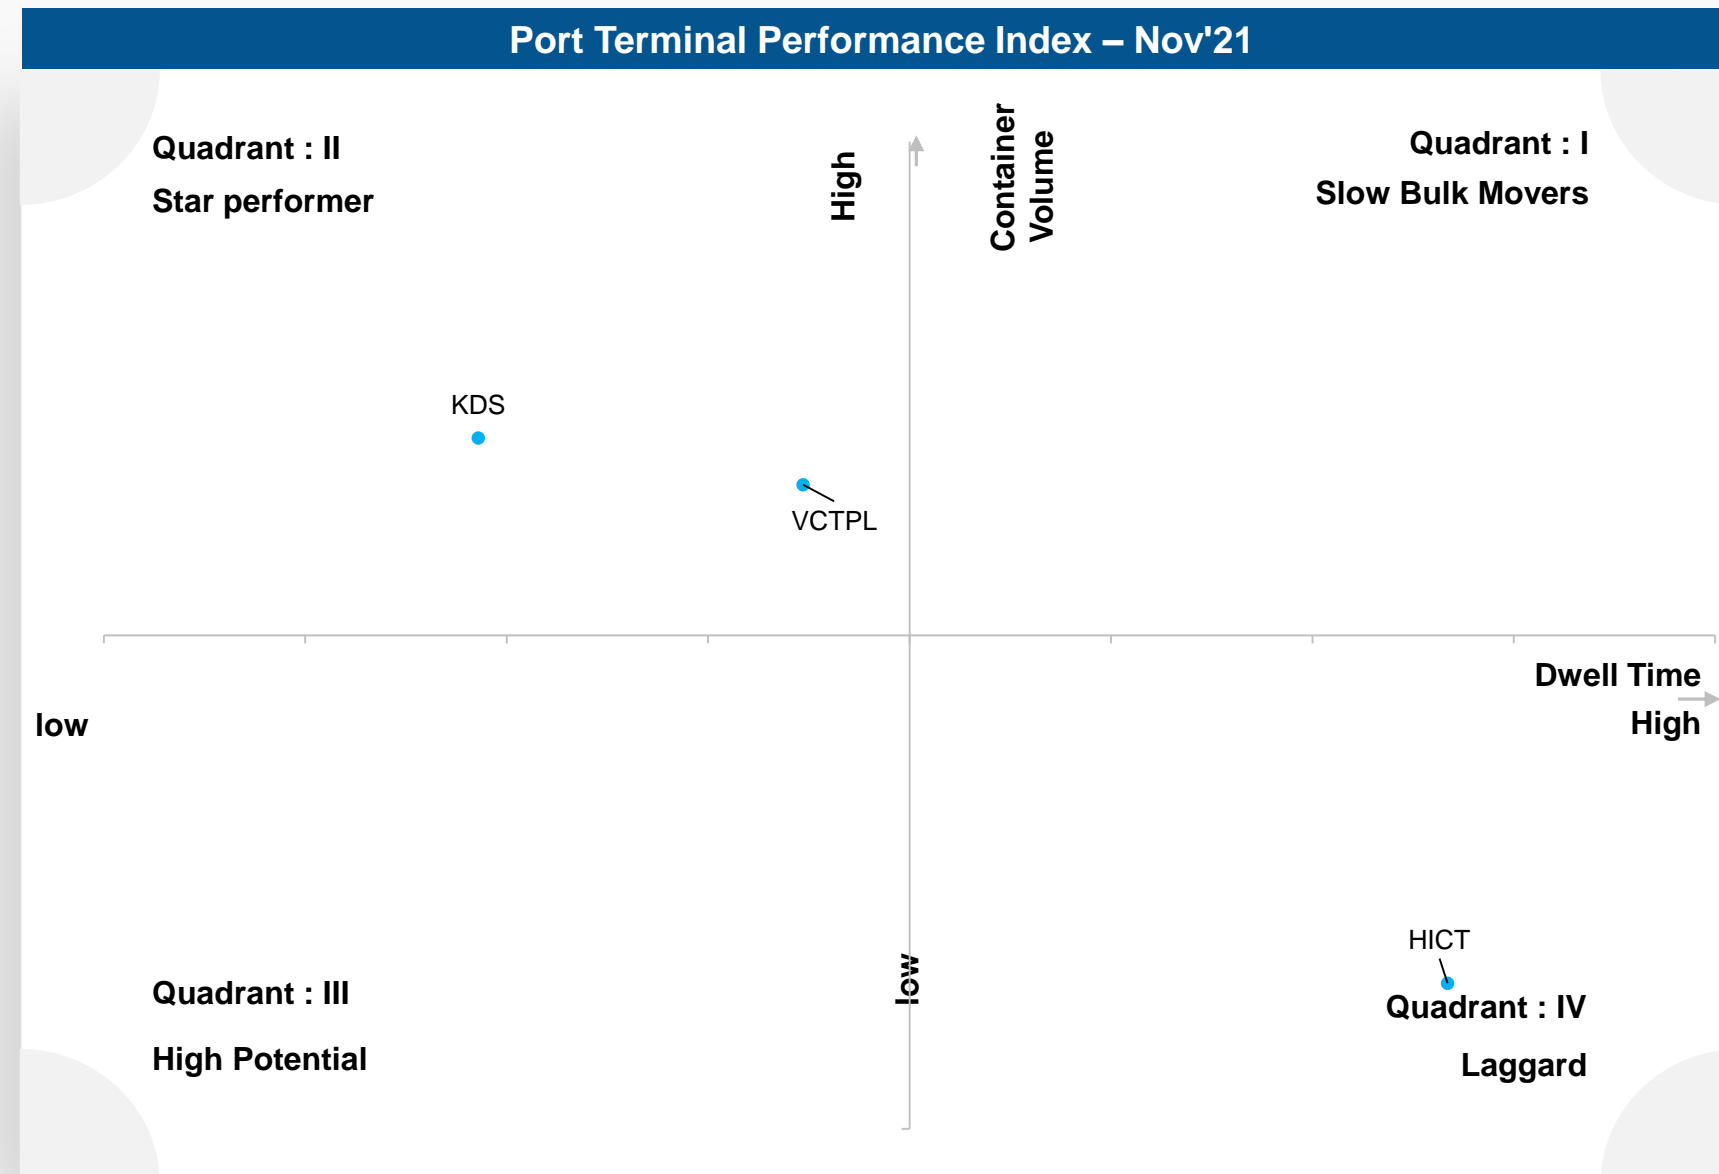 Port Terminal Performance Index – Nov'21
Quadrant : II
Star performer
High
Container
Volume
Quadrant : I
Slow Bulk Movers
KDS
VCTPL
Dwell Time
low
High
HICT
low
Quadrant : III
High Potential
Quadrant : IV
Laggard